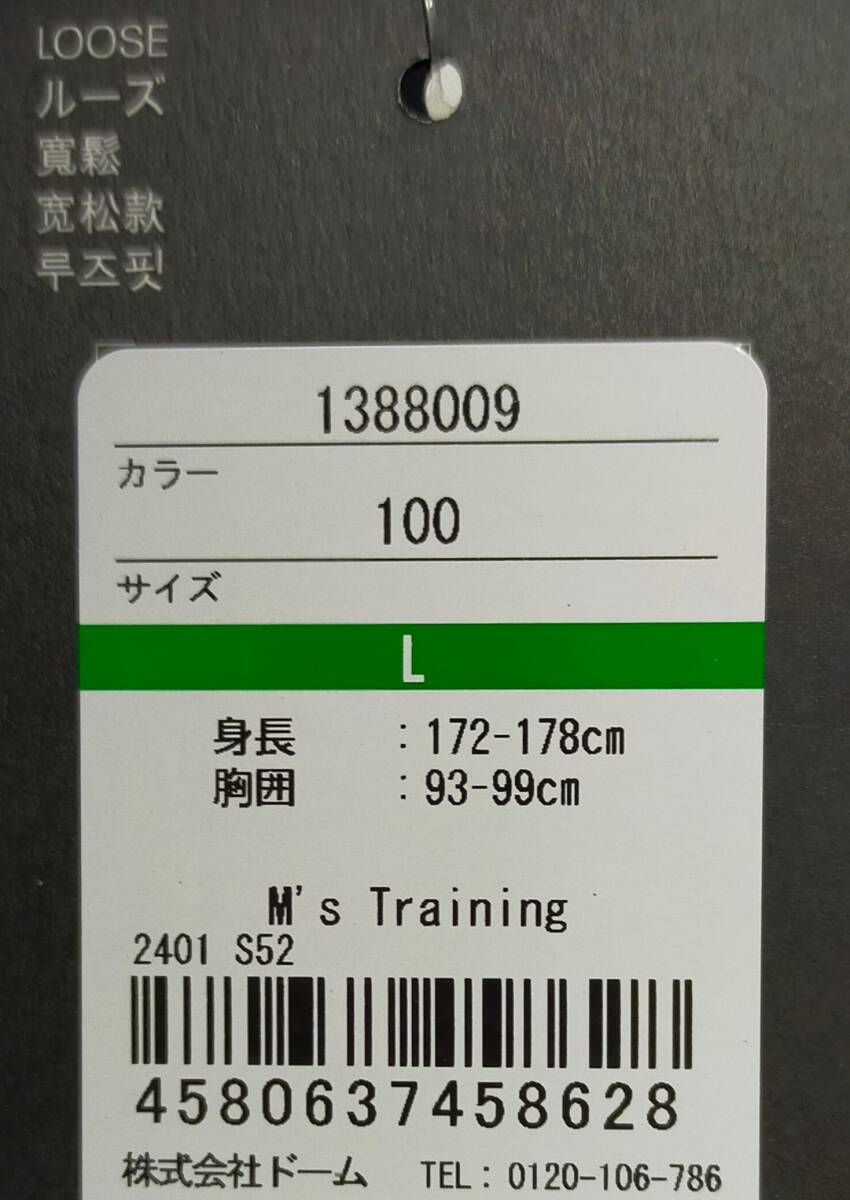 LOOSE
ルーズ
寬鬆
宽松款
루즈핏
1388009
カラー
100
サイズ
L
身長 : 172-178cm
胸囲 : 93-99cm
M's Training
2401 S52
4580637458628
株式会社ドーム TEL: 0120-106-786